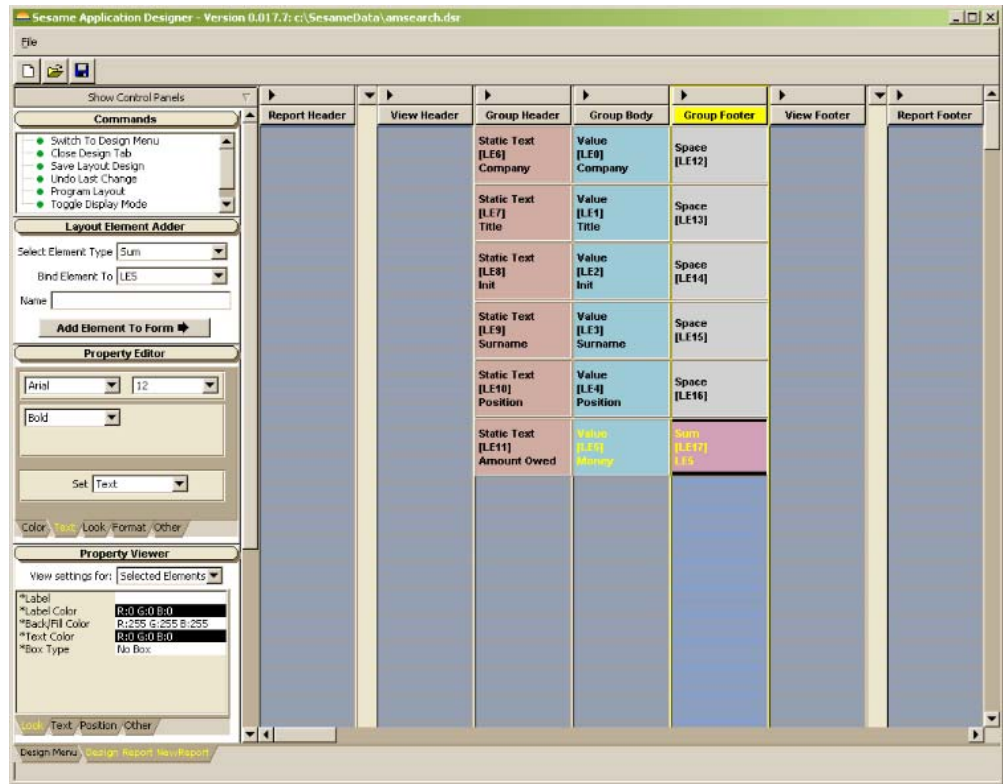 Sesame Application Designer - Version 0.017.7: c:\SesameData\amsearch.dsr
File
Show Control Panels
Commands
Switch To Design Menu
Close Design Tab
Save Layout Design
Undo Last Change
Program Layout
Toggle Display Mode
Layout Element Adder
Select Element Type Sum
Bind Element To LE5
Name
Add Element To Form
Property Editor
Arial 12
Bold
Set Text
Color Text Look Format Other
Property Viewer
View settings for: Selected Elements
*Label
*Label Color R:0 G:0 B:0
*Back/Fill Color R:255 G:255 B:255
*Text Color R:0 G:0 B:0
*Box Type No Box
Look Text Position Other
Design Menu Design Report NewReport
Report Header View Header Group Header Group Body Group Footer View Footer Report Footer
Static Text
[LE6]
Company
Value
[LE0]
Company
Space
[LE12]
Static Text
[LE7]
Title
Value
[LE1]
Title
Space
[LE13]
Static Text
[LE8]
Init
Value
[LE2]
Init
Space
[LE14]
Static Text
[LE9]
Surname
Value
[LE3]
Surname
Space
[LE15]
Static Text
[LE10]
Position
Value
[LE4]
Position
Space
[LE16]
Static Text
[LE11]
Amount Owed
Value
[LE5]
Money
Sum
[LE17]
LE5